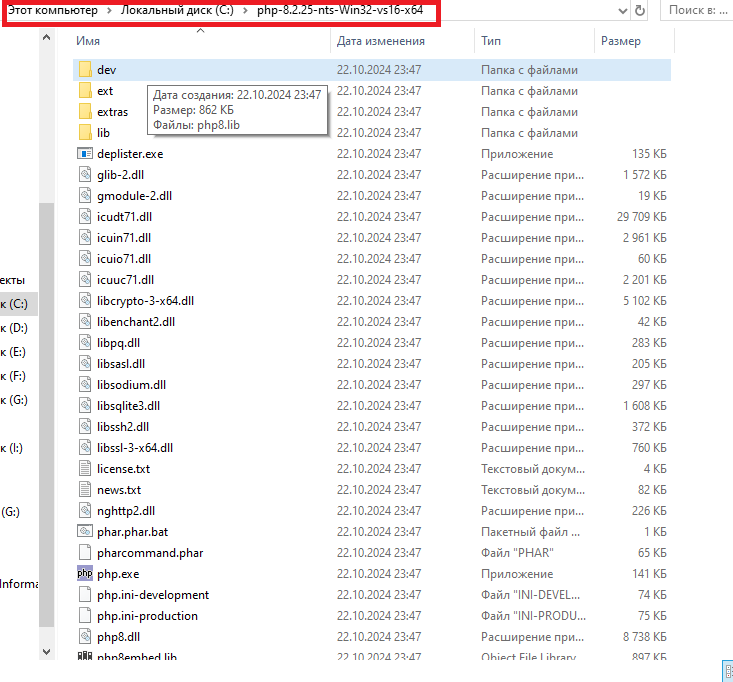 Этот компьютер > Локальный диск (C:) > php-8.2.25-nts-Win32-vs16-x64 Поиск в: ...
Имя Дата изменения Тип Размер
dev 22.10.2024 23:47 Папка с файлами
ext 22.10.2024 23:47 Папка с файлами
extras 22.10.2024 23:47 Папка с файлами
lib 22.10.2024 23:47 Папка с файлами
Дата создания: 22.10.2024 23:47
Размер: 862 КБ
Файлы: php8.lib
deplister.exe 22.10.2024 23:47 Приложение 135 КБ
glib-2.dll 22.10.2024 23:47 Расширение при... 1 572 КБ
gmodule-2.dll 22.10.2024 23:47 Расширение при... 19 КБ
icudt71.dll 22.10.2024 23:47 Расширение при... 29 709 КБ
icuin71.dll 22.10.2024 23:47 Расширение при... 2 961 КБ
icuio71.dll 22.10.2024 23:47 Расширение при... 60 КБ
екты icuuc71.dll 22.10.2024 23:47 Расширение при... 2 201 КБ
к (C:) libcrypto-3-x64.dll 22.10.2024 23:47 Расширение при... 5 102 КБ
к (D:) libenchant2.dll 22.10.2024 23:47 Расширение при... 42 КБ
к (E:) libpq.dll 22.10.2024 23:47 Расширение при... 283 КБ
к (F:) libsasl.dll 22.10.2024 23:47 Расширение при... 205 КБ
libsodium.dll 22.10.2024 23:47 Расширение при... 297 КБ
к (G:) libsqlite3.dll 22.10.2024 23:47 Расширение при... 1 608 КБ
libssh2.dll 22.10.2024 23:47 Расширение при... 372 КБ
к (I:) libssl-3-x64.dll 22.10.2024 23:47 Расширение при... 760 КБ
license.txt 22.10.2024 23:47 Текстовый докум... 4 КБ
news.txt 22.10.2024 23:47 Текстовый докум... 82 КБ
(G:) nghttp2.dll 22.10.2024 23:47 Расширение при... 226 КБ
phar.phar.bat 22.10.2024 23:47 Пакетный файл ... 1 КБ
pharcommand.phar 22.10.2024 23:47 Файл "PHAR" 65 КБ
php php.exe 22.10.2024 23:47 Приложение 141 КБ
Informa php.ini-development 22.10.2024 23:47 Файл "INI-DEVEL... 74 КБ
php.ini-production 22.10.2024 23:47 Файл "INI-PRODU... 75 КБ
php8.dll 22.10.2024 23:47 Расширение при... 8 738 КБ
php8embed.lib 22.10.2024 23:47 Object File Library 897 КБ